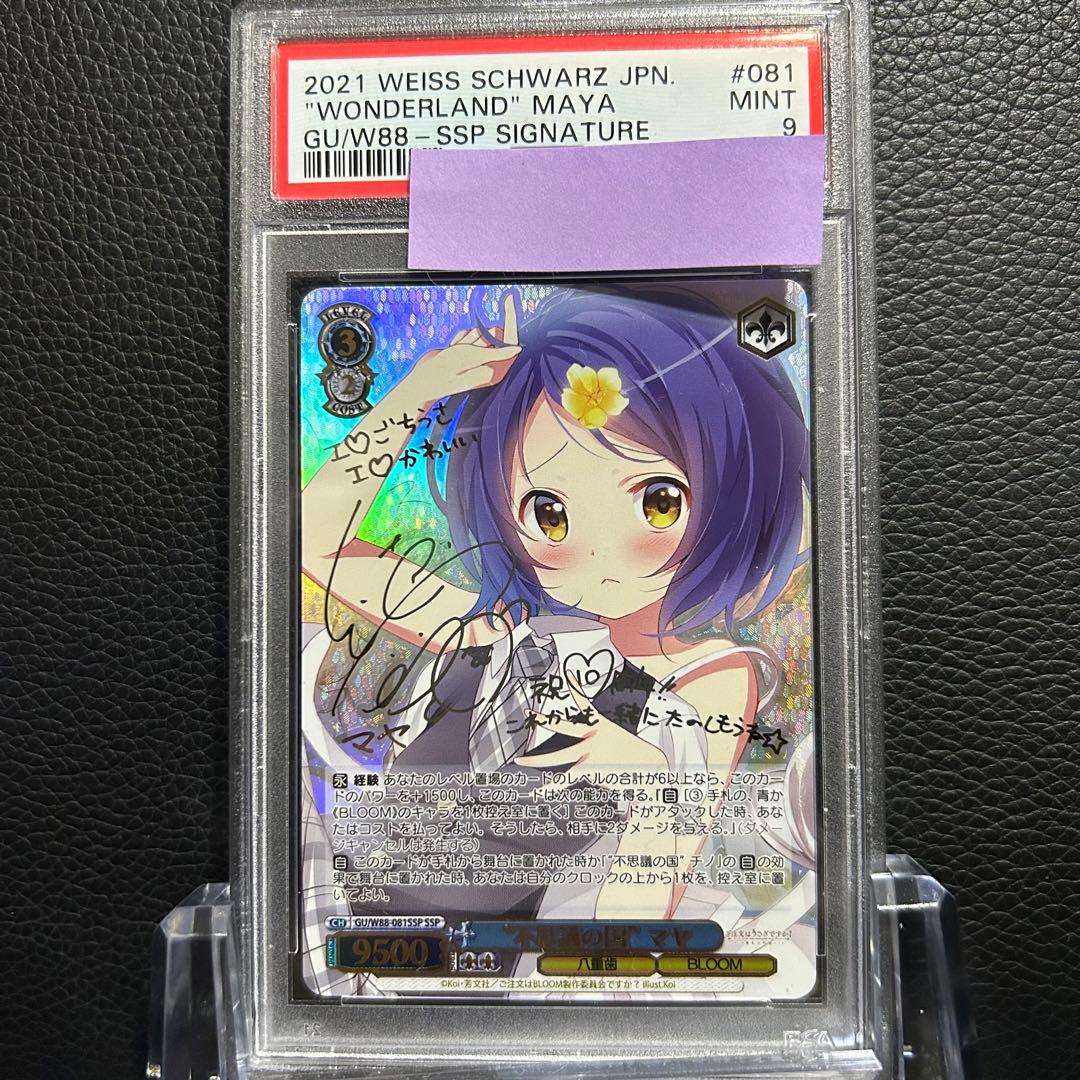 2021 WEISS SCHWARZ JPN. #081
"WONDERLAND" MAYA MINT
GU/W88 - SSP SIGNATURE 9
LEVEL
3
2
COST
I♡ごちうさ
I♡かわいい
祝10周年!!
これからも一緒にたのしもうねっ☆
マヤ
永 経験 あなたのレベル置場のカードのレベルの合計が6以上なら、このカー
ドのパワーを+1500し、このカードは次の能力を得る。「自［③ 手札の、青か
《BLOOM》のキャラを1枚控え室に置く］このカードがアタックした時、あな
たはコストを払ってよい。そうしたら、相手に2ダメージを与える。」（ダメー
ジキャンセルは発生する）
自 このカードが手札から舞台に置かれた時か「“不思議の国” チノ」の 自 の効
果で舞台に置かれた時、あなたは自分のクロックの上から1枚を、控え室に置
いてよい。
CH GU/W88-081SSP SSP
9500 “不思議の国” マヤ ご注文はうさぎですか?
八重歯 BLOOM
©Koi・芳文社／ご注文はBLOOM製作委員会ですか？ illust.Koi